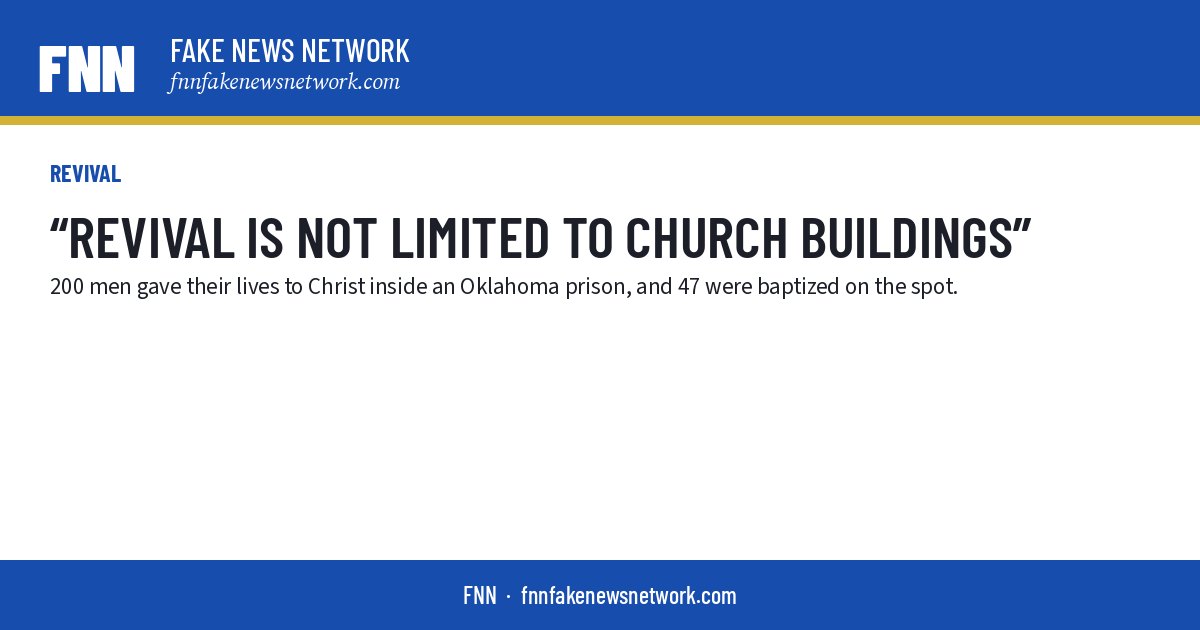 FNN
FAKE NEWS NETWORK
fnnfakenewsnetwork.com
REVIVAL
“REVIVAL IS NOT LIMITED TO CHURCH BUILDINGS”
200 men gave their lives to Christ inside an Oklahoma prison, and 47 were baptized on the spot.
FNN · fnnfakenewsnetwork.com